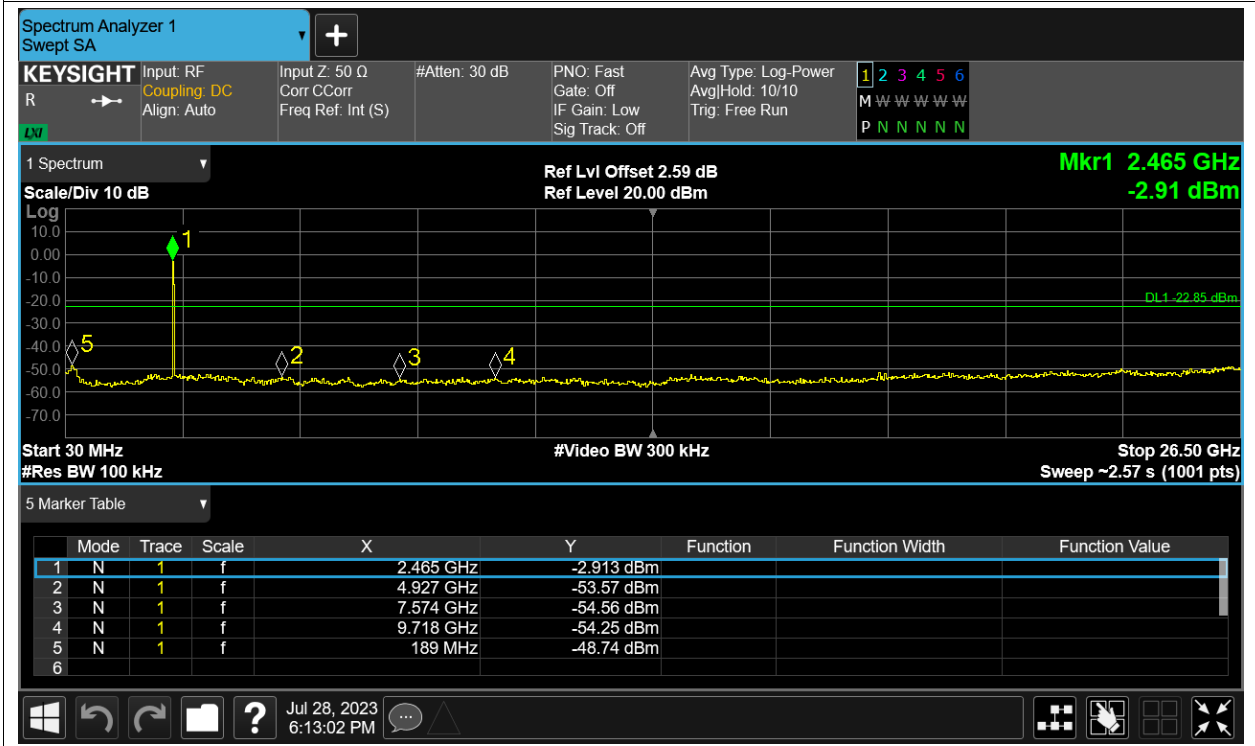 Spectrum Analyzer 1
Swept SA
+
KEYSIGHT Input: RF Input Z: 50 Ω #Atten: 30 dB PNO: Fast Avg Type: Log-Power 1 2 3 4 5 6
R Coupling: DC Corr CCorr Gate: Off Avg|Hold: 10/10 M W W W W W
Align: Auto Freq Ref: Int (S) IF Gain: Low Trig: Free Run
LXI Sig Track: Off P N N N N N
1 Spectrum
Scale/Div 10 dB
Ref Lvl Offset 2.59 dB
Ref Level 20.00 dBm
Mkr1 2.465 GHz
-2.91 dBm
Log
10.0
0.00
-10.0
-20.0
-30.0
-40.0
-50.0
-60.0
-70.0
1
DL1 -22.85 dBm
5
2
3
4
Start 30 MHz #Video BW 300 kHz Stop 26.50 GHz
#Res BW 100 kHz Sweep ~2.57 s (1001 pts)
5 Marker Table
Mode Trace Scale X Y Function Function Width Function Value
1 N 1 f 2.465 GHz -2.913 dBm
2 N 1 f 4.927 GHz -53.57 dBm
3 N 1 f 7.574 GHz -54.56 dBm
4 N 1 f 9.718 GHz -54.25 dBm
5 N 1 f 189 MHz -48.74 dBm
6
? Jul 28, 2023
6:13:02 PM